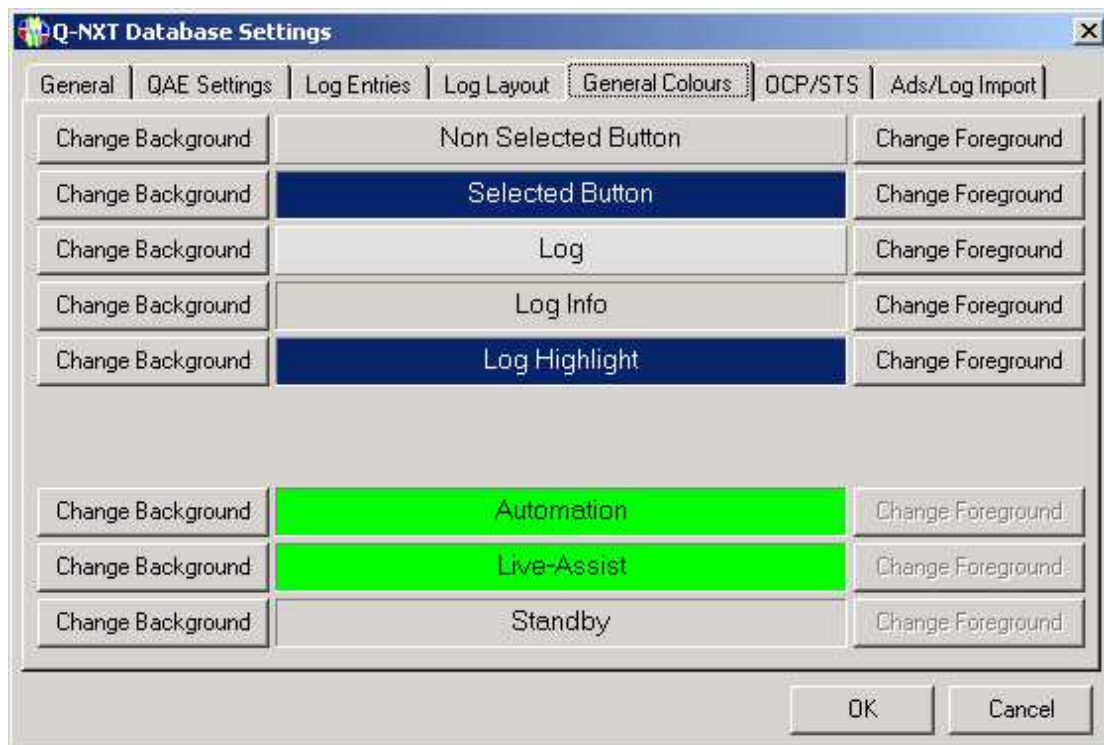 Q-NXT Database Settings
General QAE Settings Log Entries Log Layout General Colours OCP/STS Ads/Log Import
Change Background Non Selected Button Change Foreground
Change Background Selected Button Change Foreground
Change Background Log Change Foreground
Change Background Log Info Change Foreground
Change Background Log Highlight Change Foreground
Change Background Automation Change Foreground
Change Background Live-Assist Change Foreground
Change Background Standby Change Foreground
OK Cancel